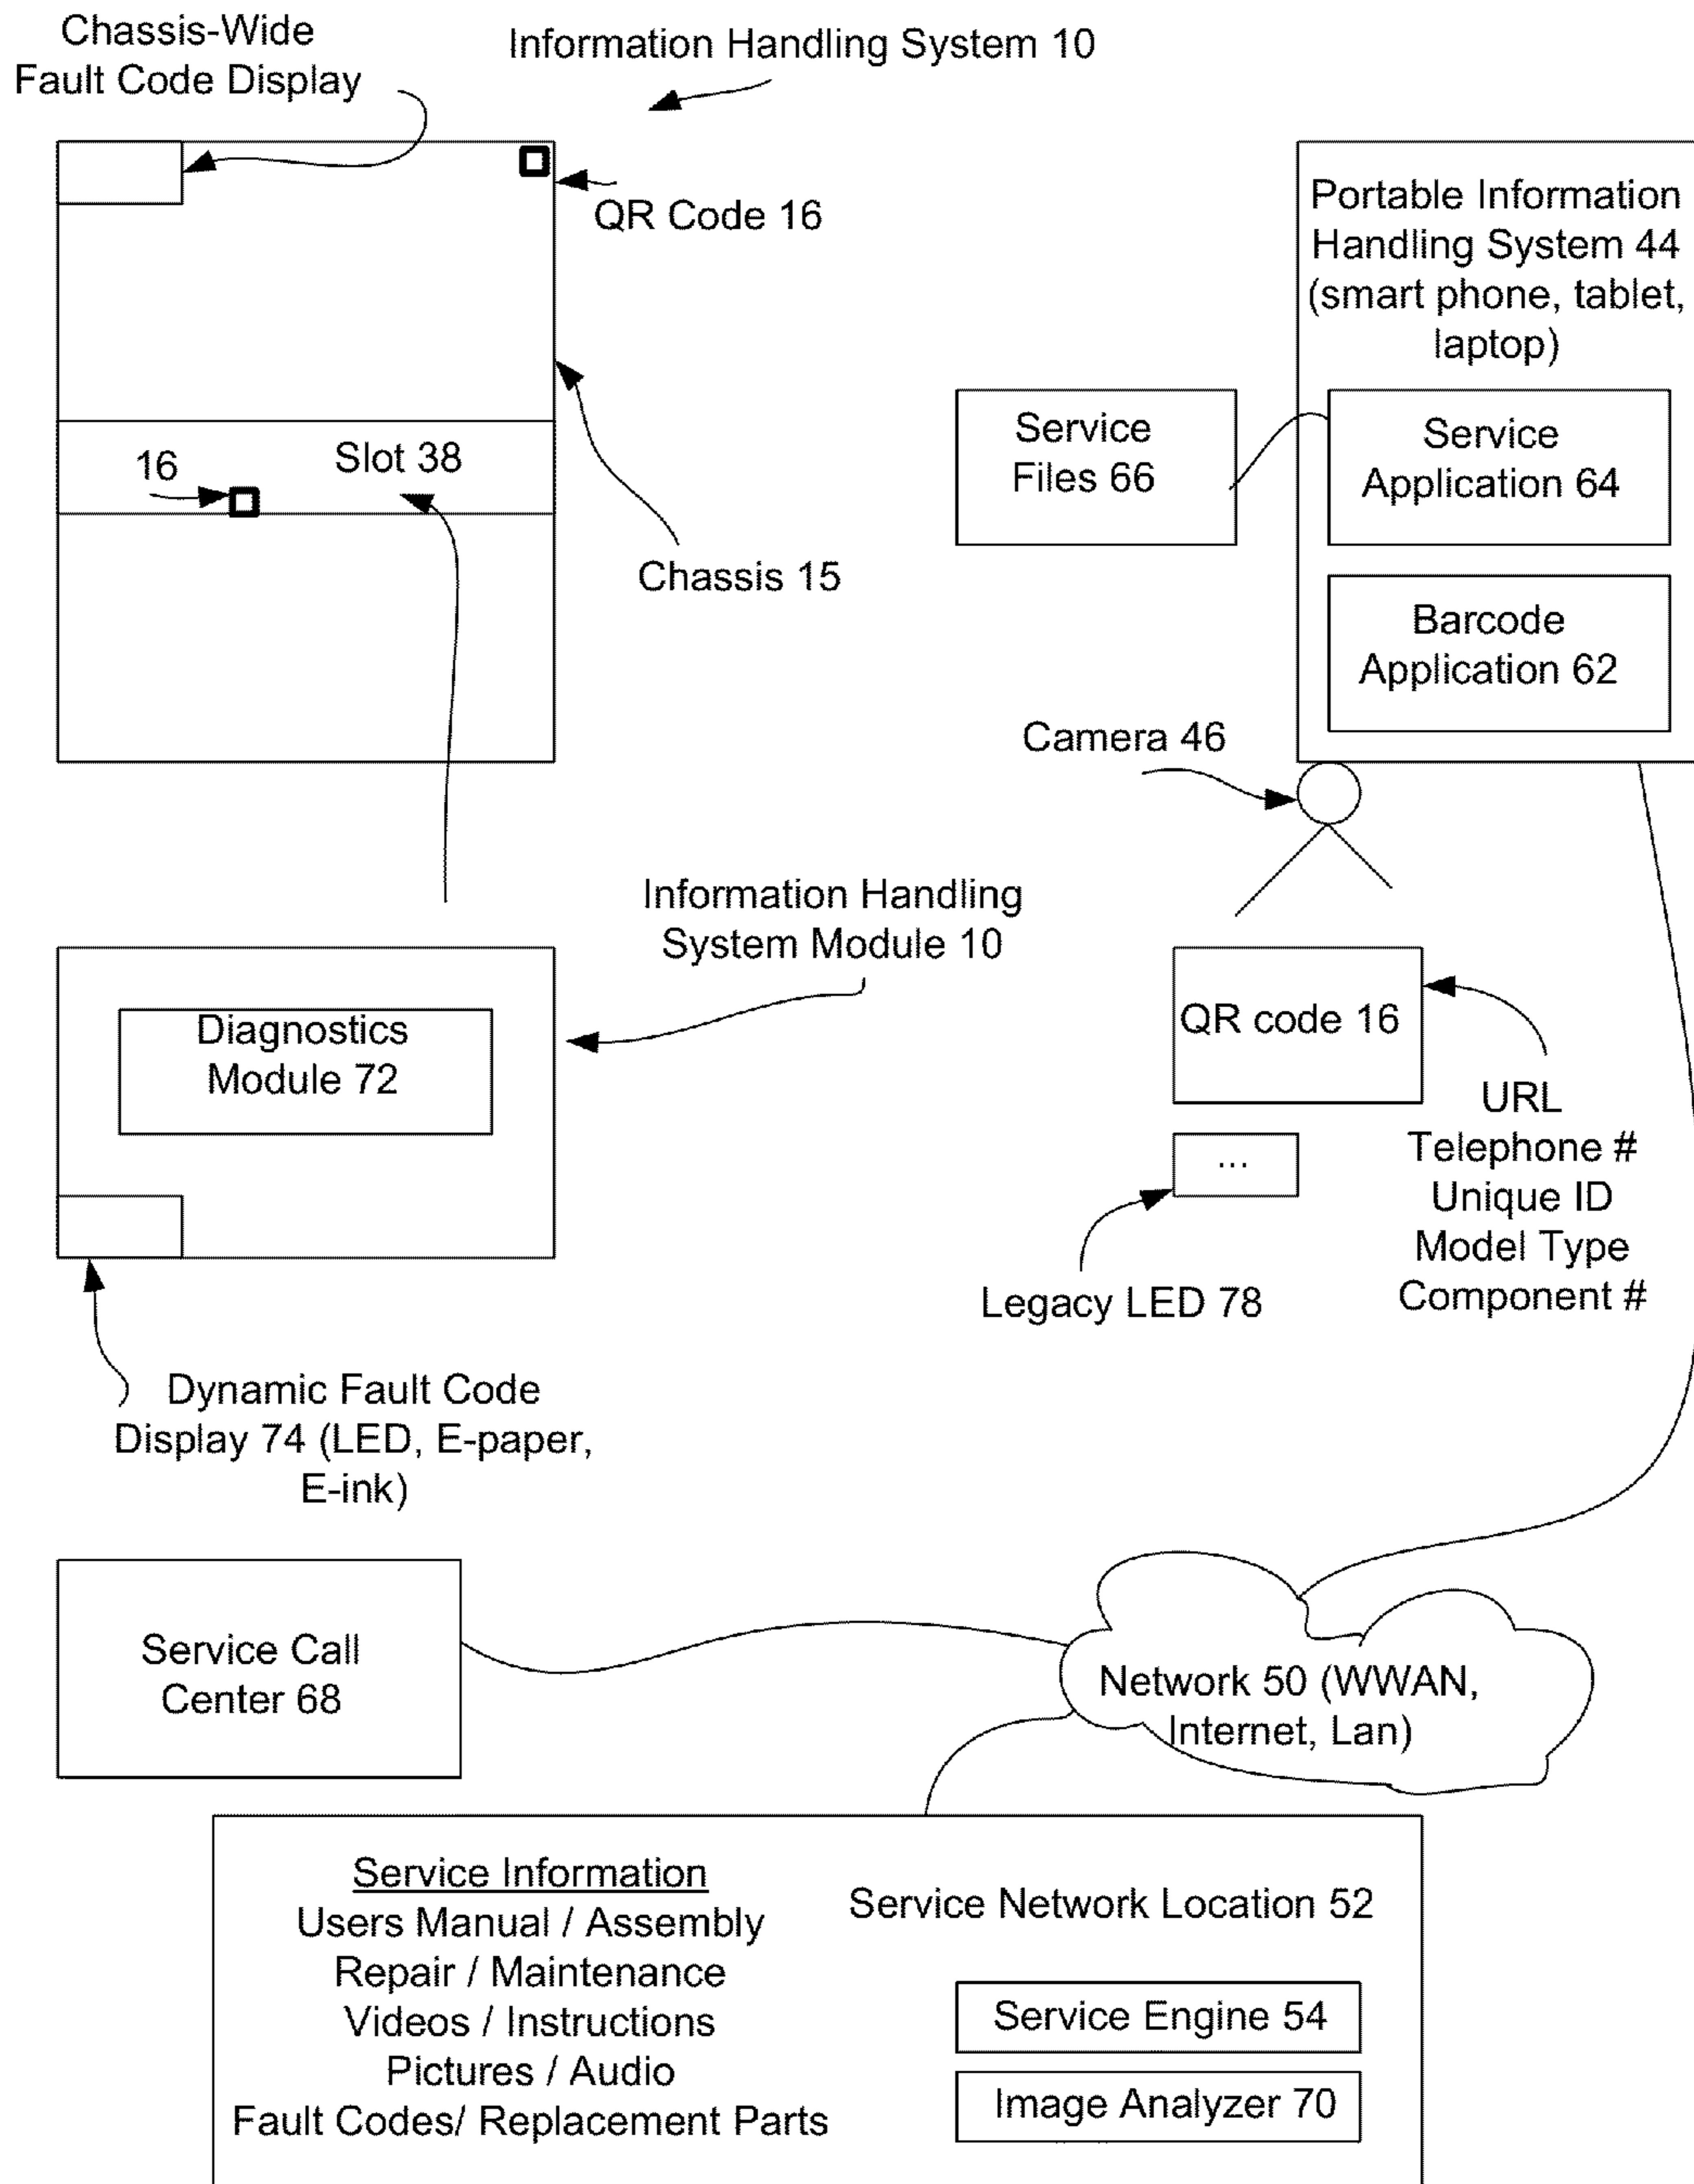 Chassis-Wide
Fault Code Display
Information Handling System 10
QR Code 16
Chassis 15
16
Slot 38
Portable Information
Handling System 44
(smart phone, tablet,
laptop)
Service
Files 66
Service
Application 64
Barcode
Application 62
Camera 46
Information Handling
System Module 10
Diagnostics
Module 72
QR code 16
...
URL
Telephone #
Unique ID
Model Type
Component #
Legacy LED 78
Dynamic Fault Code
Display 74 (LED, E-paper,
E-ink)
Service Call
Center 68
Network 50 (WWAN,
Internet, Lan)
Service Information
Users Manual / Assembly
Repair / Maintenance
Videos / Instructions
Pictures / Audio
Fault Codes/ Replacement Parts
Service Network Location 52
Service Engine 54
Image Analyzer 70